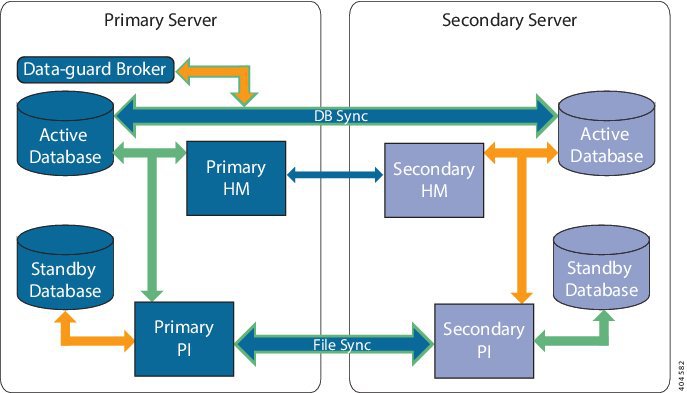 Primary Server
Secondary Server
Data-guard Broker
DB Sync
Active
Database
Active
Database
Primary
HM
Secondary
HM
Standby
Database
Standby
Database
Primary
PI
File Sync
Secondary
PI
404582